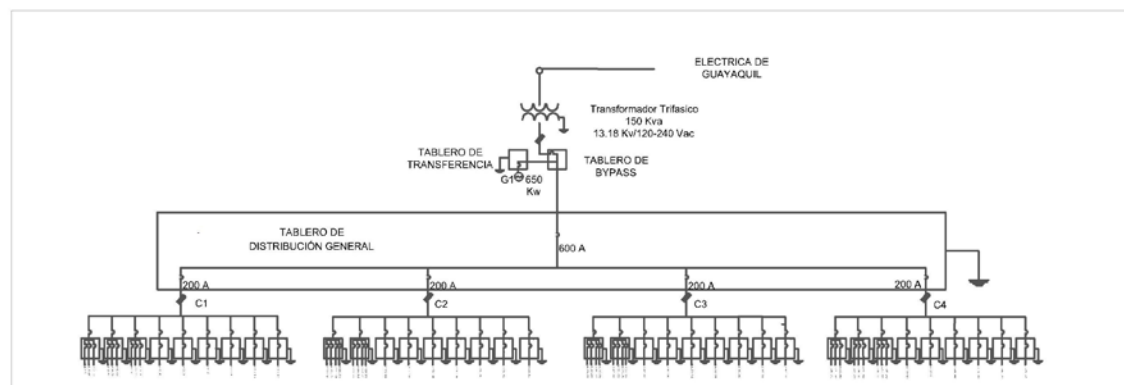 ELECTRICA DE
GUAYAQUIL
Transformador Trifasico
150 Kva
13.18 Kv/120-240 Vac
TABLERO DE
TRANSFERENCIA
TABLERO DE
BYPASS
G1 650
Kw
TABLERO DE
DISTRIBUCIÓN GENERAL
600 A
200 A
200 A
200 A
200 A
C1
C2
C3
C4